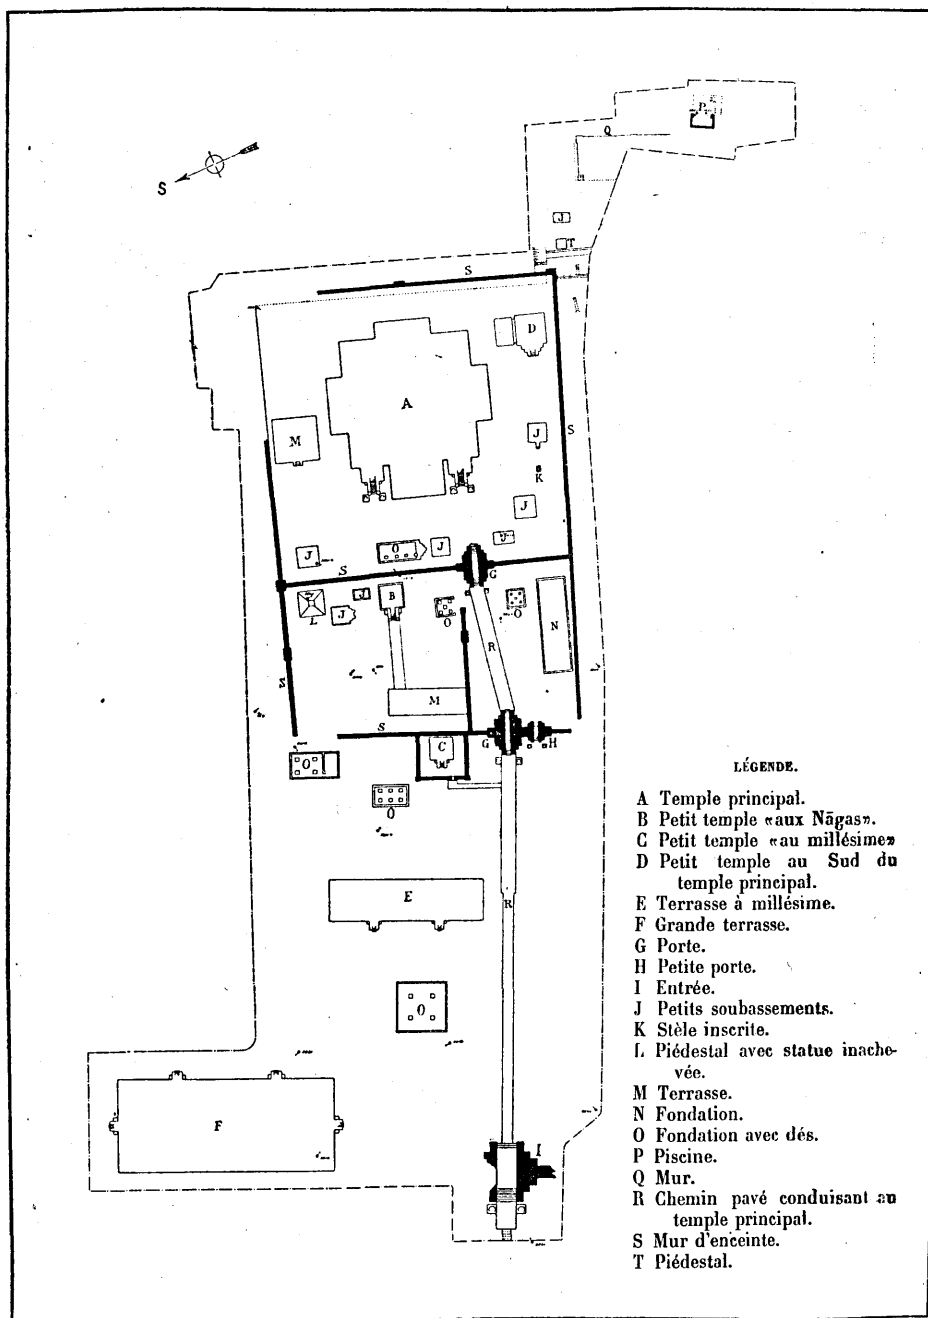 P
Q
S
J
T
S
D
A
S
M
J
K
J
J
O
J
J
S
G
L
J
J
B
O
O
N
R
M
S
S
G
H
C
O
O
E
R
O
F
I
LÉGENDE.
A Temple principal.
B Petit temple «aux Nāgas».
C Petit temple «au millésime»
D Petit temple au Sud du
temple principal.
E Terrasse à millésime.
F Grande terrasse.
G Porte.
H Petite porte.
I Entrée.
J Petits soubassements.
K Stèle inscrite.
L Piédestal avec statue inache-
vée.
M Terrasse.
N Fondation.
O Fondation avec dés.
P Piscine.
Q Mur.
R Chemin pavé conduisant au
temple principal.
S Mur d'enceinte.
T Piédestal.